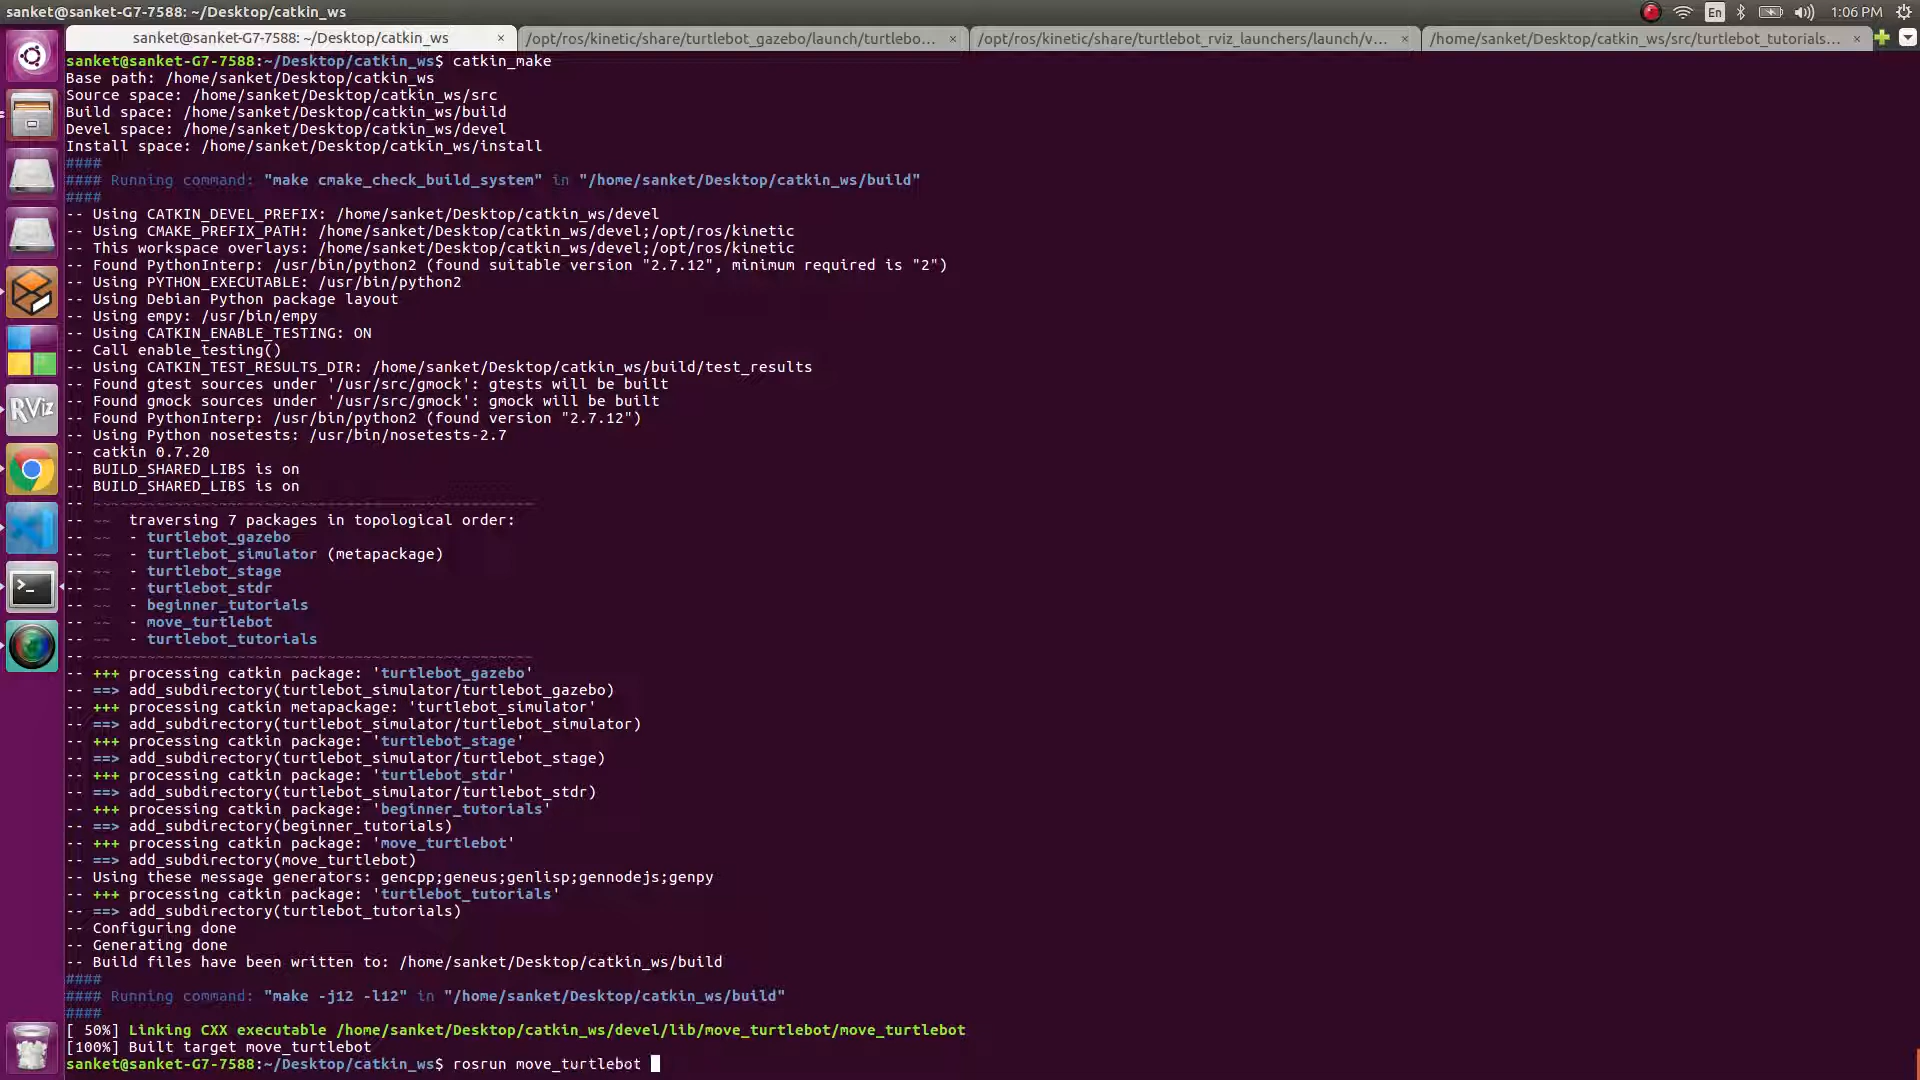 sanket@sanket-G7-7588: ~/Desktop/catkin_ws
En
1:06 PM
sanket@sanket-G7-7588: ~/Desktop/catkin_ws ×
/opt/ros/kinetic/share/turtlebot_gazebo/launch/turtlebo... ×
/opt/ros/kinetic/share/turtlebot_rviz_launchers/launch/v... ×
/home/sanket/Desktop/catkin_ws/src/turtlebot_tutorials... ×
sanket@sanket-G7-7588:~/Desktop/catkin_ws$ catkin_make
Base path: /home/sanket/Desktop/catkin_ws
Source space: /home/sanket/Desktop/catkin_ws/src
Build space: /home/sanket/Desktop/catkin_ws/build
Devel space: /home/sanket/Desktop/catkin_ws/devel
Install space: /home/sanket/Desktop/catkin_ws/install
####
#### Running command: "make cmake_check_build_system" in "/home/sanket/Desktop/catkin_ws/build"
####
-- Using CATKIN_DEVEL_PREFIX: /home/sanket/Desktop/catkin_ws/devel
-- Using CMAKE_PREFIX_PATH: /home/sanket/Desktop/catkin_ws/devel;/opt/ros/kinetic
-- This workspace overlays: /home/sanket/Desktop/catkin_ws/devel;/opt/ros/kinetic
-- Found PythonInterp: /usr/bin/python2 (found suitable version "2.7.12", minimum required is "2")
-- Using PYTHON_EXECUTABLE: /usr/bin/python2
-- Using Debian Python package layout
-- Using empy: /usr/bin/empy
-- Using CATKIN_ENABLE_TESTING: ON
-- Call enable_testing()
-- Using CATKIN_TEST_RESULTS_DIR: /home/sanket/Desktop/catkin_ws/build/test_results
-- Found gtest sources under '/usr/src/gmock': gtests will be built
-- Found gmock sources under '/usr/src/gmock': gmock will be built
-- Found PythonInterp: /usr/bin/python2 (found version "2.7.12")
-- Using Python nosetests: /usr/bin/nosetests-2.7
-- catkin 0.7.20
-- BUILD_SHARED_LIBS is on
-- BUILD_SHARED_LIBS is on
-- ~~~~~~~~~~~~~~~~~~~~~~~~~~~~~~~~~~~~~~~~~~~~~~~~~
-- ~~  traversing 7 packages in topological order:
-- ~~  - turtlebot_gazebo
-- ~~  - turtlebot_simulator (metapackage)
-- ~~  - turtlebot_stage
-- ~~  - turtlebot_stdr
-- ~~  - beginner_tutorials
-- ~~  - move_turtlebot
-- ~~  - turtlebot_tutorials
-- ~~~~~~~~~~~~~~~~~~~~~~~~~~~~~~~~~~~~~~~~~~~~~~~~~
-- +++ processing catkin package: 'turtlebot_gazebo'
-- ==> add_subdirectory(turtlebot_simulator/turtlebot_gazebo)
-- +++ processing catkin metapackage: 'turtlebot_simulator'
-- ==> add_subdirectory(turtlebot_simulator/turtlebot_simulator)
-- +++ processing catkin package: 'turtlebot_stage'
-- ==> add_subdirectory(turtlebot_simulator/turtlebot_stage)
-- +++ processing catkin package: 'turtlebot_stdr'
-- ==> add_subdirectory(turtlebot_simulator/turtlebot_stdr)
-- +++ processing catkin package: 'beginner_tutorials'
-- ==> add_subdirectory(beginner_tutorials)
-- +++ processing catkin package: 'move_turtlebot'
-- ==> add_subdirectory(move_turtlebot)
-- Using these message generators: gencpp;geneus;genlisp;gennodejs;genpy
-- +++ processing catkin package: 'turtlebot_tutorials'
-- ==> add_subdirectory(turtlebot_tutorials)
-- Configuring done
-- Generating done
-- Build files have been written to: /home/sanket/Desktop/catkin_ws/build
####
#### Running command: "make -j12 -l12" in "/home/sanket/Desktop/catkin_ws/build"
####
[ 50%] Linking CXX executable /home/sanket/Desktop/catkin_ws/devel/lib/move_turtlebot/move_turtlebot
[100%] Built target move_turtlebot
sanket@sanket-G7-7588:~/Desktop/catkin_ws$ rosrun move_turtlebot
RViz
>_